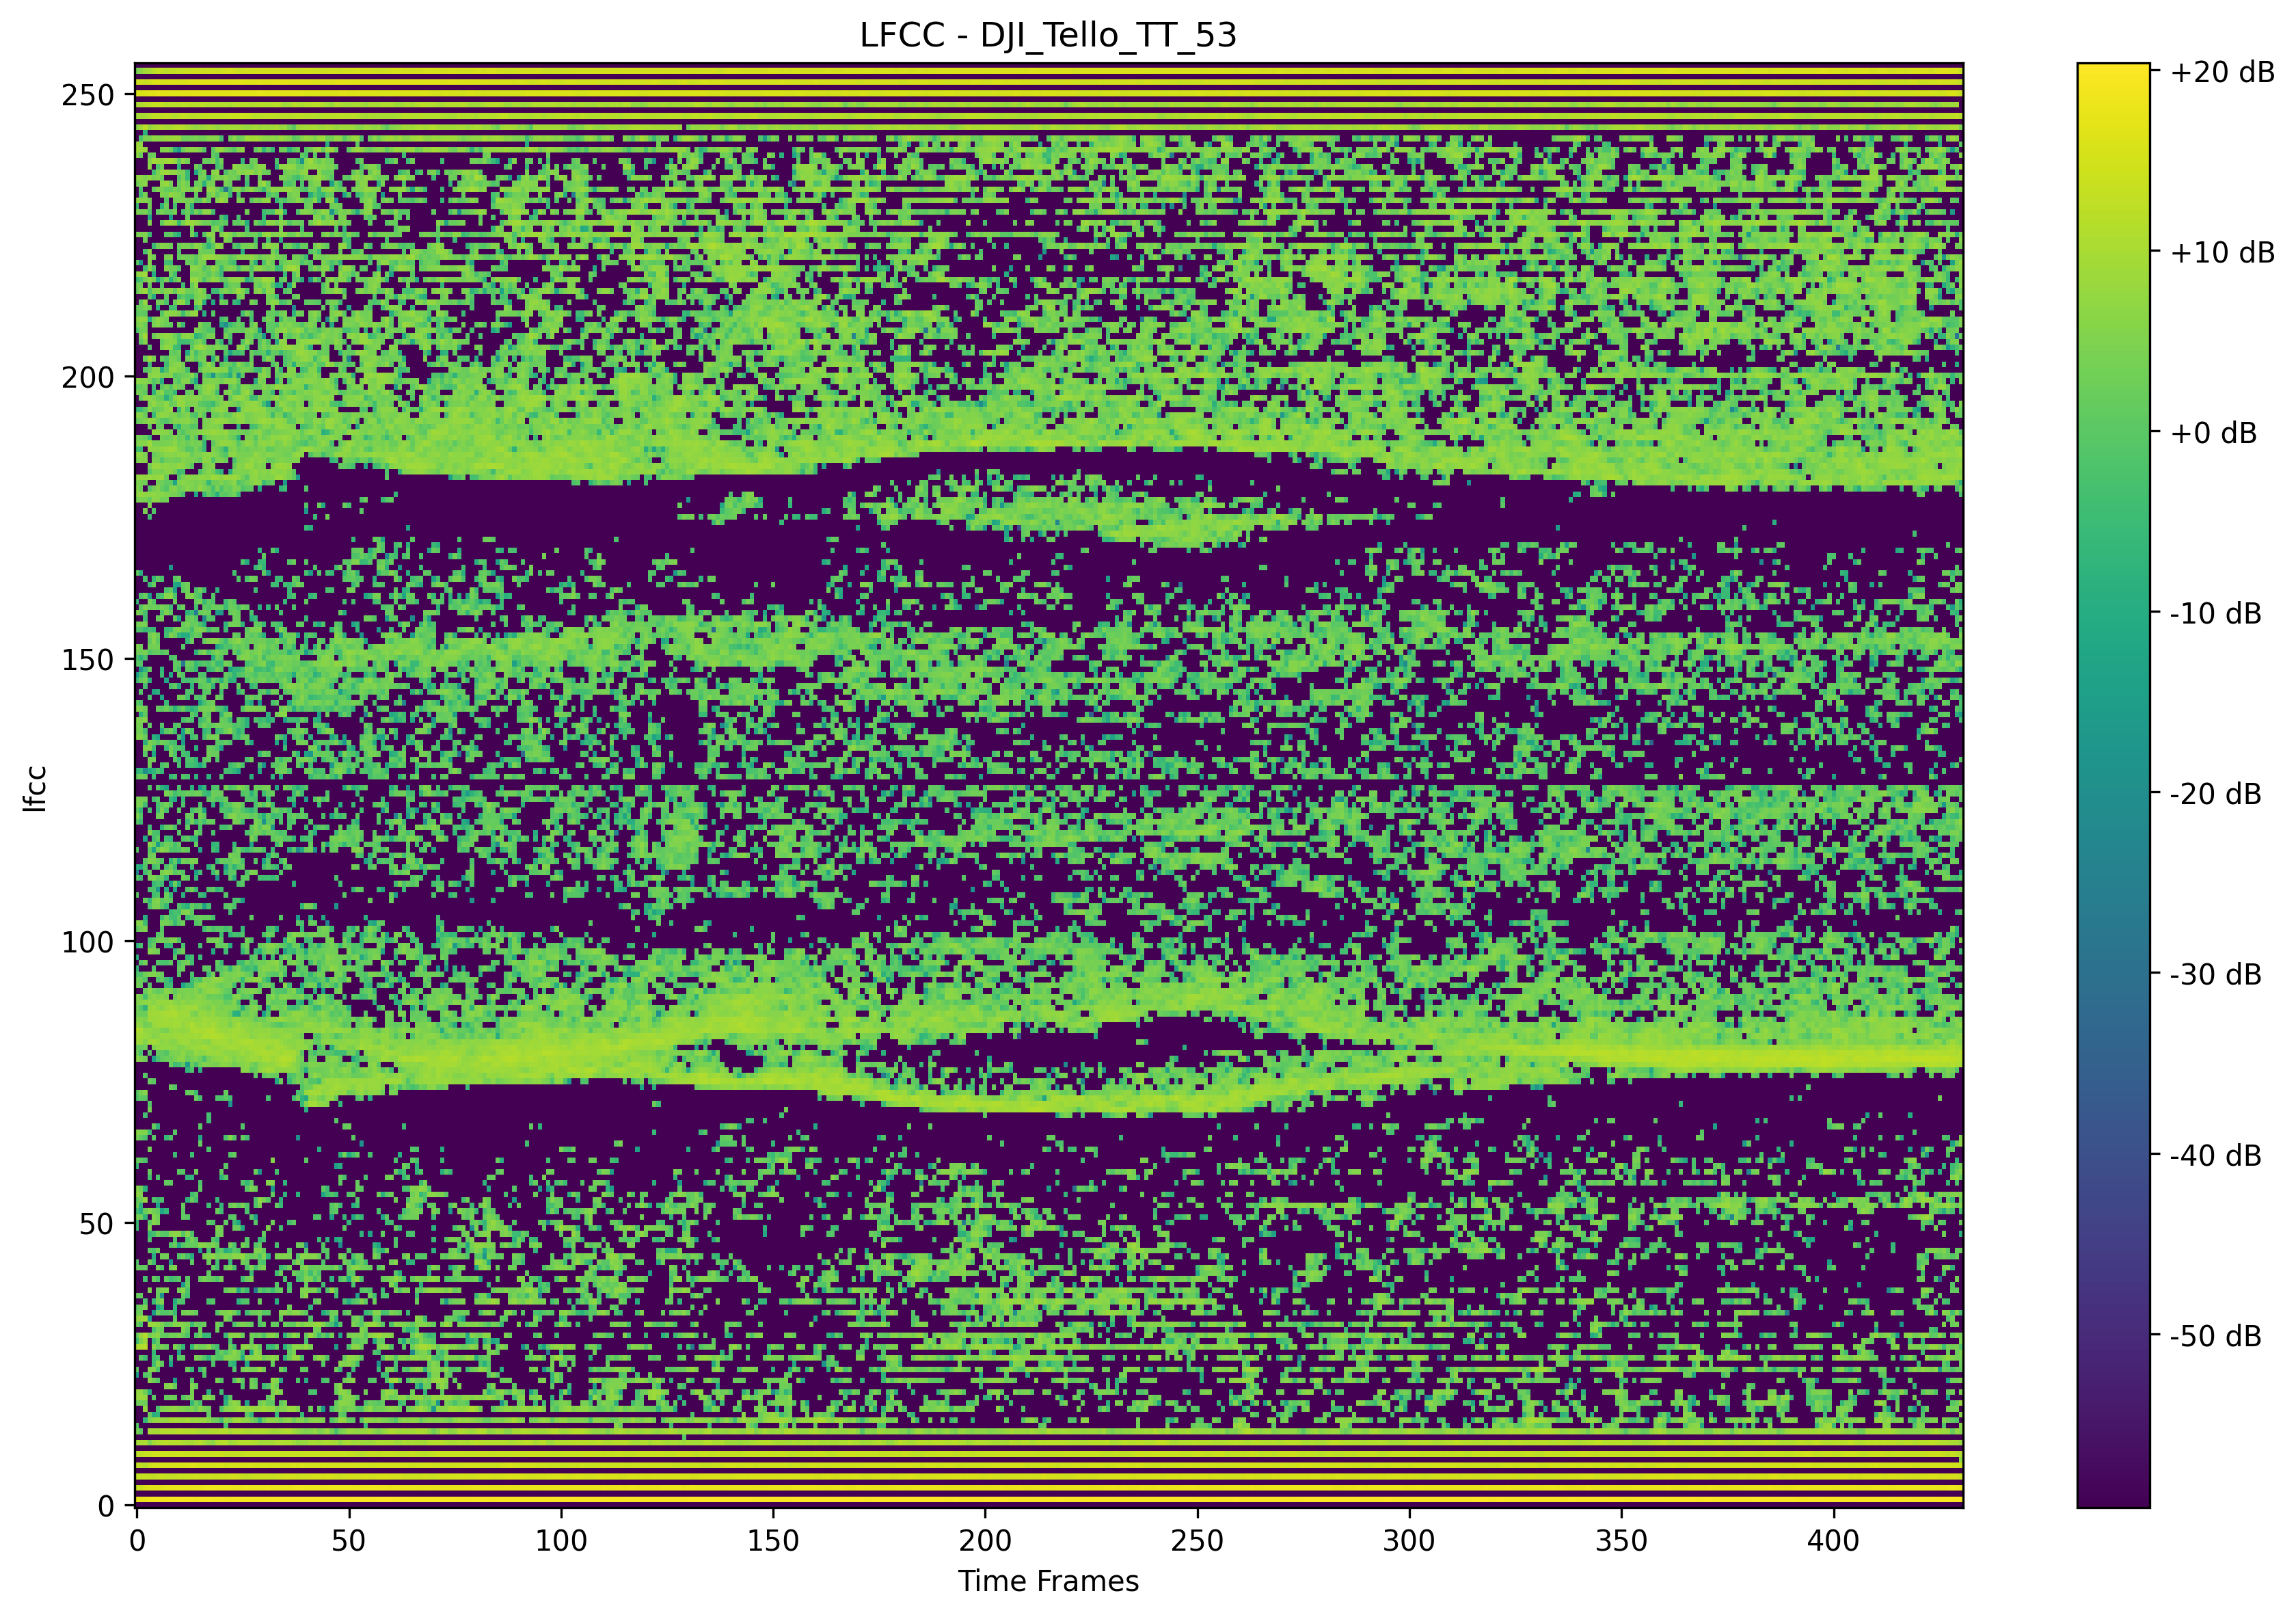 LFCC - DJI_Tello_TT_53
250
200
150
100
50
0
lfcc
0 50 100 150 200 250 300 350 400
Time Frames
+20 dB
+10 dB
+0 dB
-10 dB
-20 dB
-30 dB
-40 dB
-50 dB